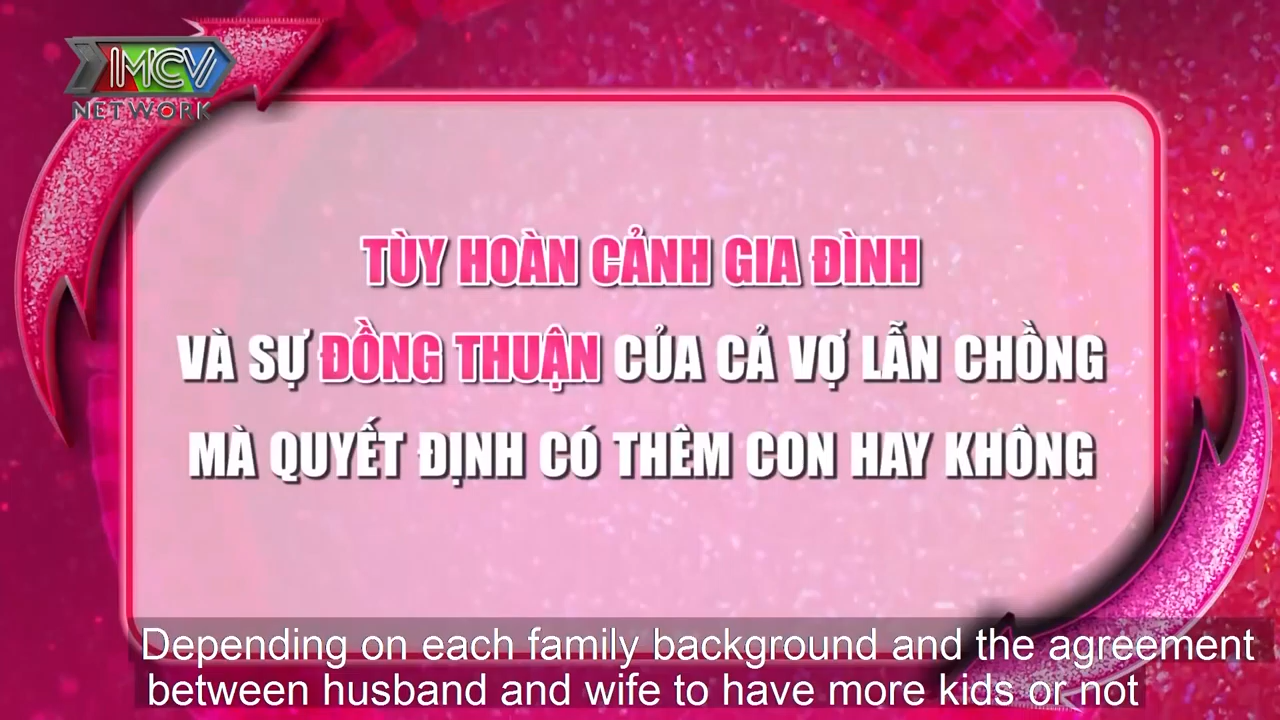 MCV
NETWORK
TÙY HOÀN CẢNH GIA ĐÌNH
VÀ SỰ ĐỒNG THUẬN CỦA CẢ VỢ LẪN CHỒNG
MÀ QUYẾT ĐỊNH CÓ THÊM CON HAY KHÔNG
Depending on each family background and the agreement
between husband and wife to have more kids or not